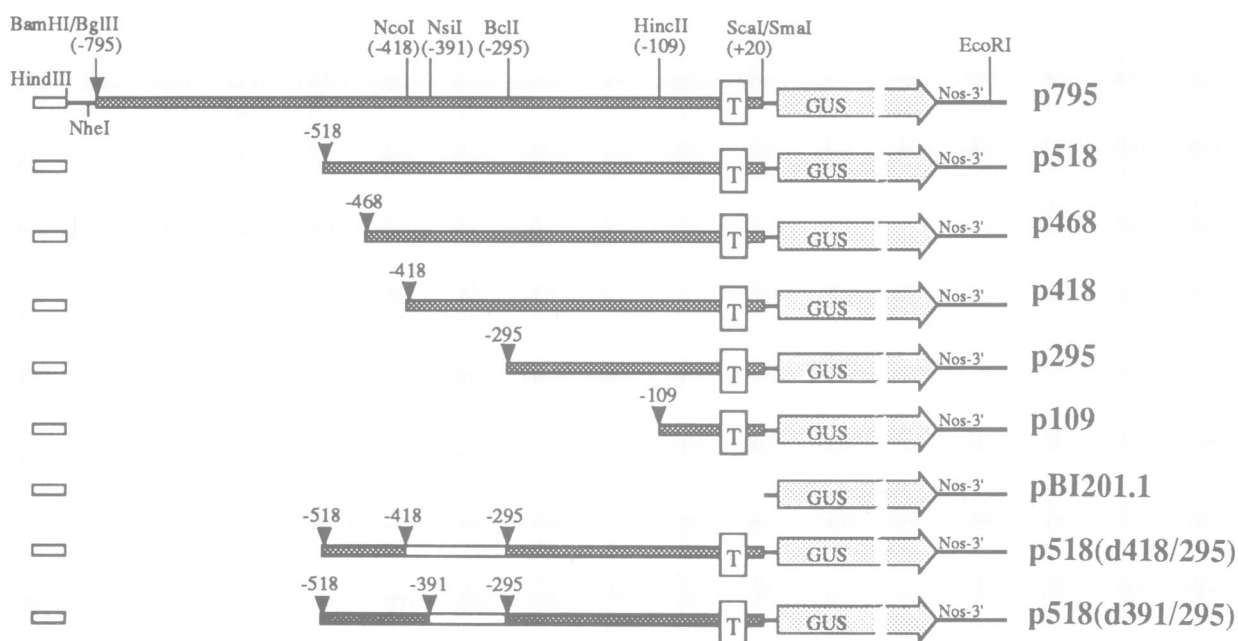 BamHI/BglII NcoI NsiI BclI HincII ScaI/SmaI
(-795) (-418) (-391) (-295) (-109) (+20) EcoRI
HindIII
T GUS Nos-3' p795
NheI
-518
T GUS Nos-3' p518
-468
T GUS Nos-3' p468
-418
T GUS Nos-3' p418
-295
T GUS Nos-3' p295
-109
T GUS Nos-3' p109
GUS Nos-3' pBI201.1
-518 -418 -295
T GUS Nos-3' p518(d418/295)
-518 -391 -295
T GUS Nos-3' p518(d391/295)